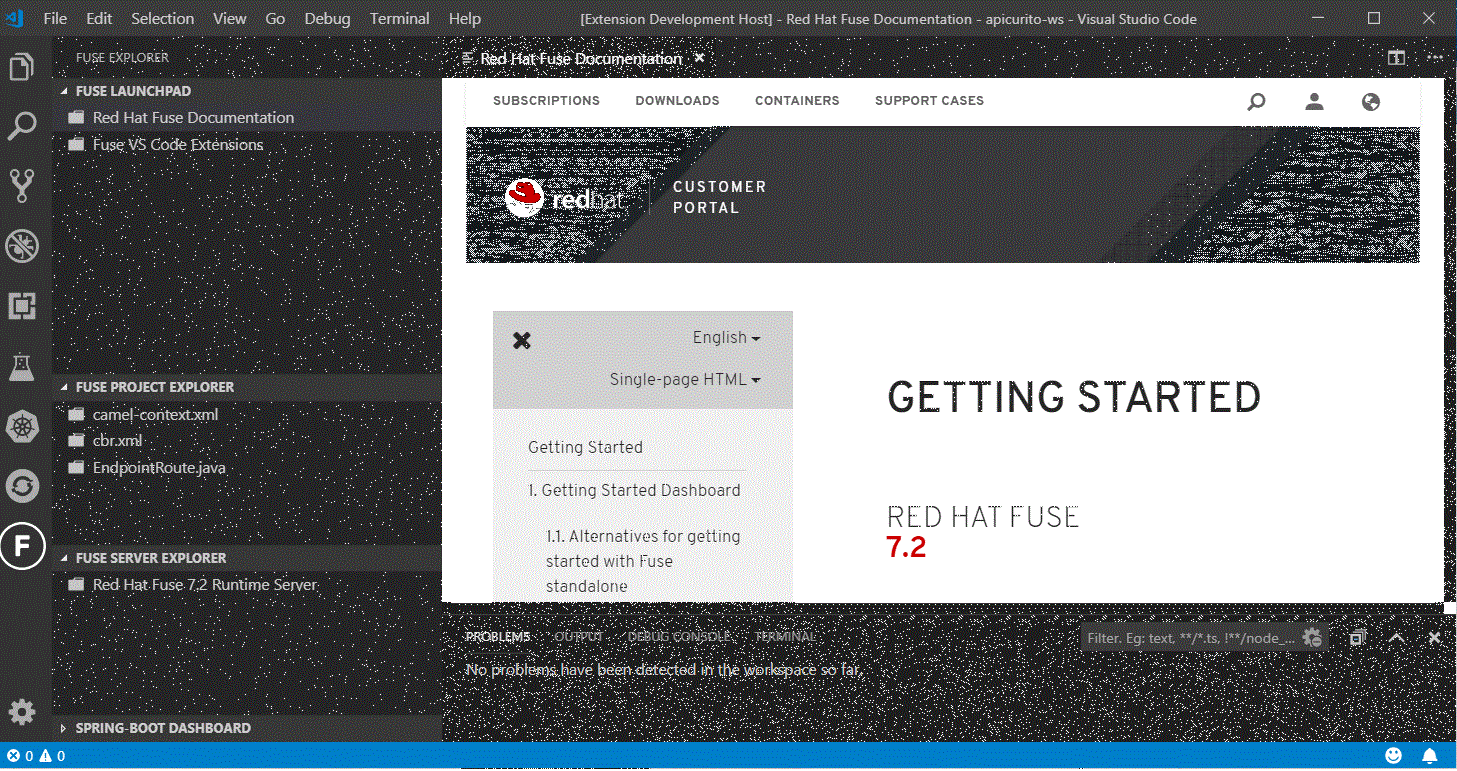 File Edit Selection View Go Debug Terminal Help
[Extension Development Host] - Red Hat Fuse Documentation - apicurito-ws - Visual Studio Code
FUSE EXPLORER
FUSE LAUNCHPAD
Red Hat Fuse Documentation
Fuse VS Code Extensions
FUSE PROJECT EXPLORER
camel-context.xml
cbr.xml
EndpointRoute.java
F
FUSE SERVER EXPLORER
Red Hat Fuse 7.2 Runtime Server
SPRING-BOOT DASHBOARD
Red Hat Fuse Documentation
SUBSCRIPTIONS DOWNLOADS CONTAINERS SUPPORT CASES
redhat
CUSTOMER
PORTAL
English
Single-page HTML
Getting Started
1. Getting Started Dashboard
1.1. Alternatives for getting
started with Fuse
standalone
GETTING STARTED
RED HAT FUSE
7.2
PROBLEMS OUTPUT DEBUG CONSOLE TERMINAL
Filter. Eg: text, **/*.ts, !**/node_...
No problems have been detected in the workspace so far.
0 0